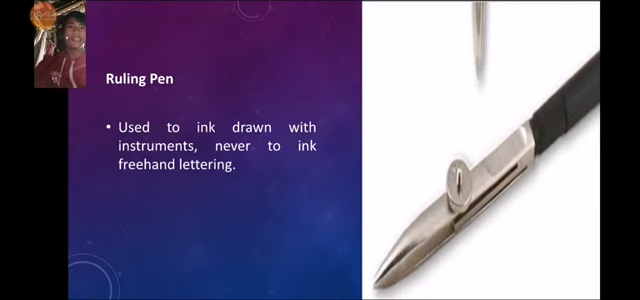 Ruling Pen
• Used to ink drawn with
instruments, never to ink
freehand lettering.